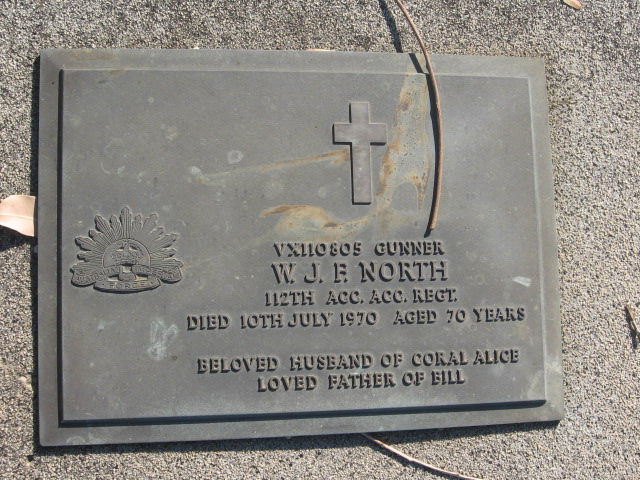 VX110805 GUNNER
W. J. F. NORTH
112TH ACC. ACC. REGT.
DIED 10TH JULY 1970 AGED 70 YEARS
BELOVED HUSBAND OF CORAL ALICE
LOVED FATHER OF BILL